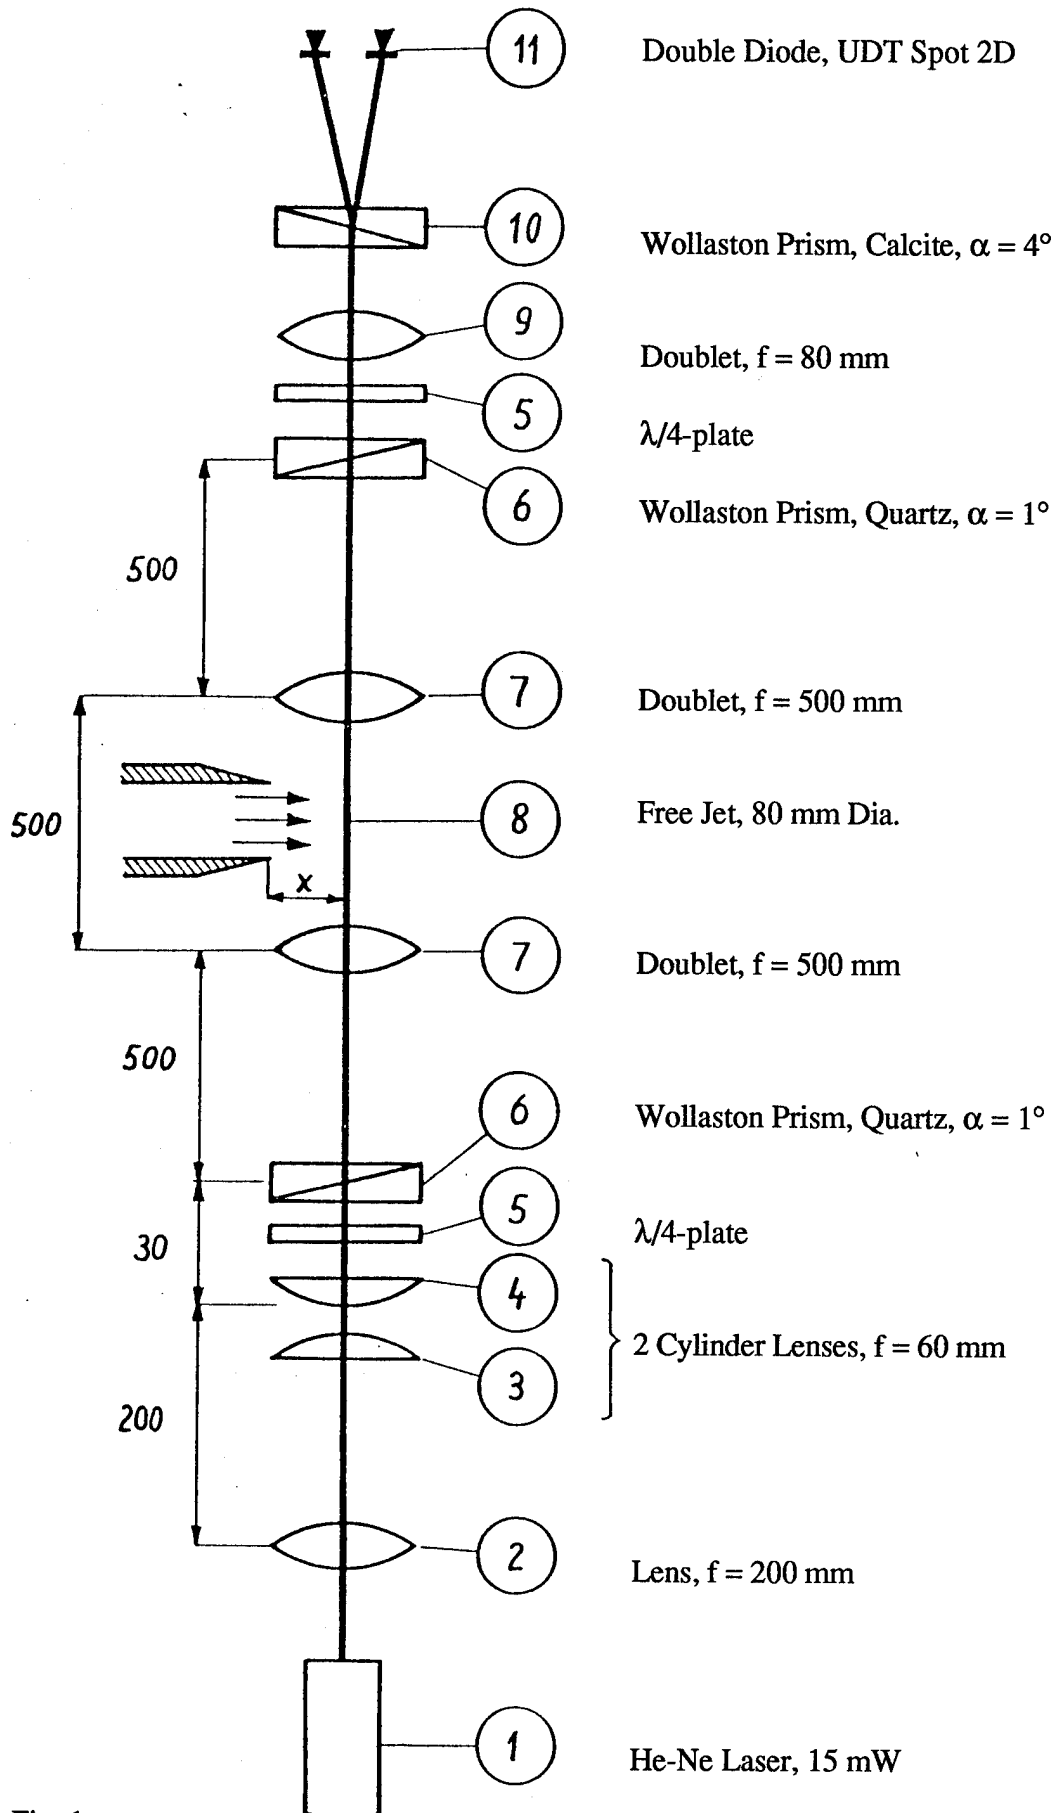 11 Double Diode, UDT Spot 2D
10 Wollaston Prism, Calcite, α = 4°
9 Doublet, f = 80 mm
5 λ/4-plate
6 Wollaston Prism, Quartz, α = 1°
500
7 Doublet, f = 500 mm
500
8 Free Jet, 80 mm Dia.
x
7 Doublet, f = 500 mm
500
6 Wollaston Prism, Quartz, α = 1°
5 λ/4-plate
30
4
2 Cylinder Lenses, f = 60 mm
3
200
2 Lens, f = 200 mm
1 He-Ne Laser, 15 mW